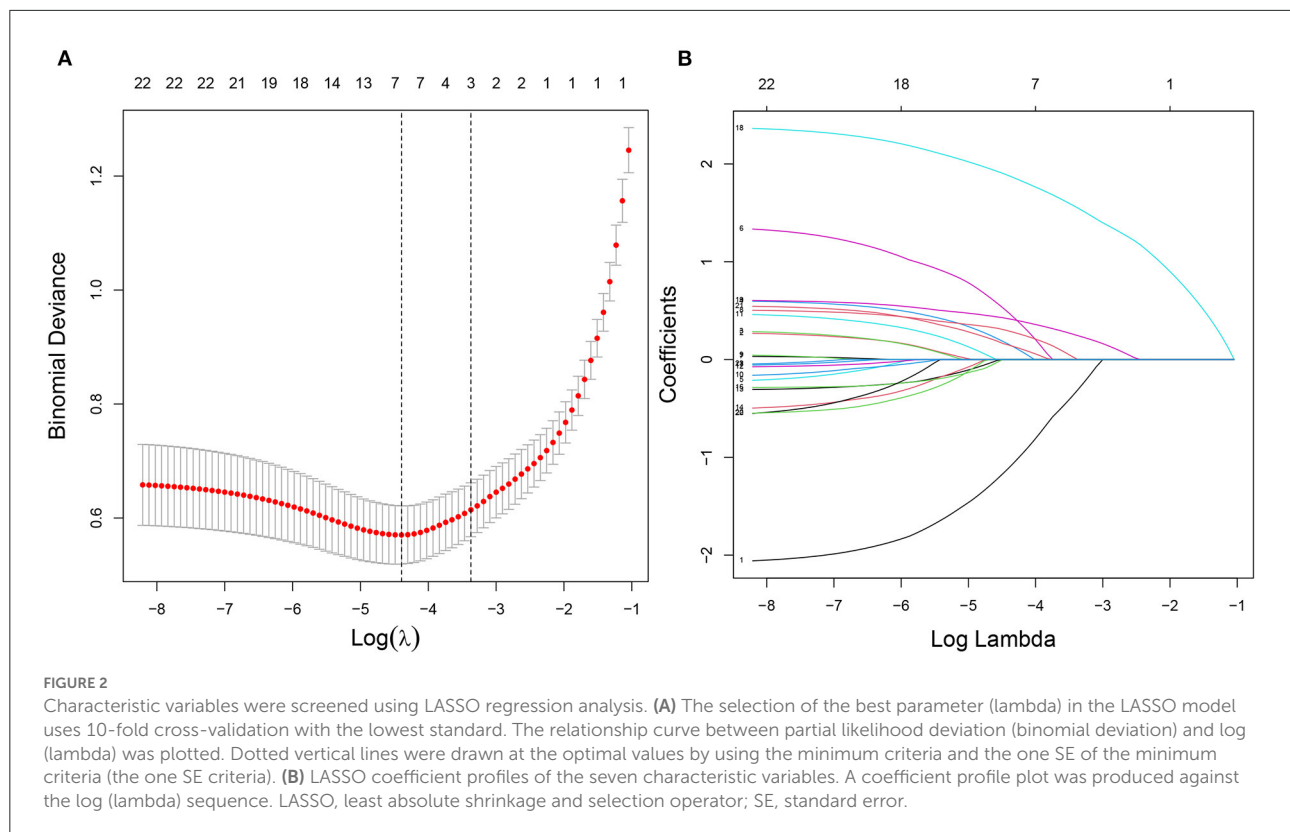 A
22 22 22 21 19 18 14 13 7 7 4 3 2 2 1 1 1 1
Binomial Deviance
1.2
1.0
0.8
0.6
−8 −7 −6 −5 −4 −3 −2 −1
Log(λ)
B
22 18 7 1
Coefficients
2
1
0
−1
−2
18
6
11
10
5
14
1
−8 −7 −6 −5 −4 −3 −2 −1
Log Lambda
FIGURE 2
Characteristic variables were screened using LASSO regression analysis. (A) The selection of the best parameter (lambda) in the LASSO model
uses 10-fold cross-validation with the lowest standard. The relationship curve between partial likelihood deviation (binomial deviation) and log
(lambda) was plotted. Dotted vertical lines were drawn at the optimal values by using the minimum criteria and the one SE of the minimum
criteria (the one SE criteria). (B) LASSO coefficient profiles of the seven characteristic variables. A coefficient profile plot was produced against
the log (lambda) sequence. LASSO, least absolute shrinkage and selection operator; SE, standard error.